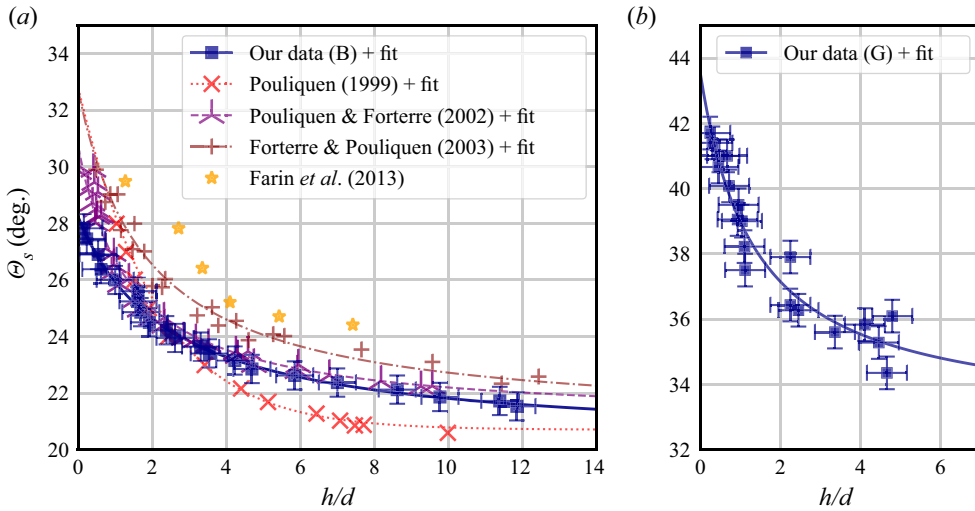 (a)
(b)
Our data (B) + fit
Pouliquen (1999) + fit
Pouliquen & Forterre (2002) + fit
Forterre & Pouliquen (2003) + fit
Farin et al. (2013)
Θs (deg.)
34
32
30
28
26
24
22
20
0 2 4 6 8 10 12 14
h/d
Our data (G) + fit
44
42
40
38
36
34
32
0 2 4 6
h/d